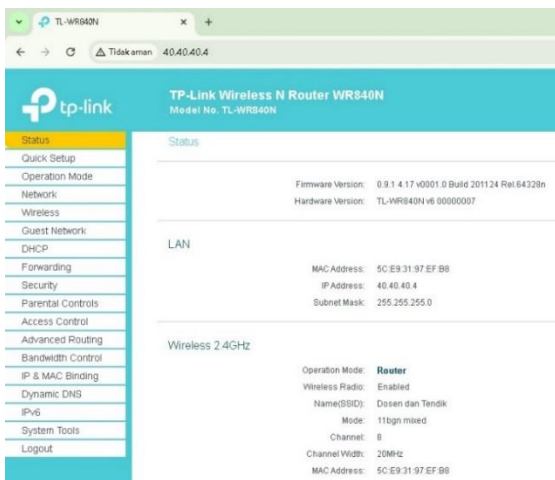 TL-WR840N
Tidak aman 40.40.40.4
tp-link
TP-Link Wireless N Router WR840N
Model No. TL-WR840N
Status
Quick Setup
Operation Mode
Network
Wireless
Guest Network
DHCP
Forwarding
Security
Parental Controls
Access Control
Advanced Routing
Bandwidth Control
IP & MAC Binding
Dynamic DNS
IPv6
System Tools
Logout
Status
Firmware Version: 0.9.1 4.17 v0001.0 Build 201124 Rel.64328n
Hardware Version: TL-WR840N v6 00000007
LAN
MAC Address: 5C:E9:31:97:EF:B8
IP Address: 40.40.40.4
Subnet Mask: 255.255.255.0
Wireless 2.4GHz
Operation Mode: Router
Wireless Radio: Enabled
Name(SSID): Dosen dan Tendik
Mode: 11bgn mixed
Channel: 8
Channel Width: 20MHz
MAC Address: 5C:E9:31:97:EF:B8